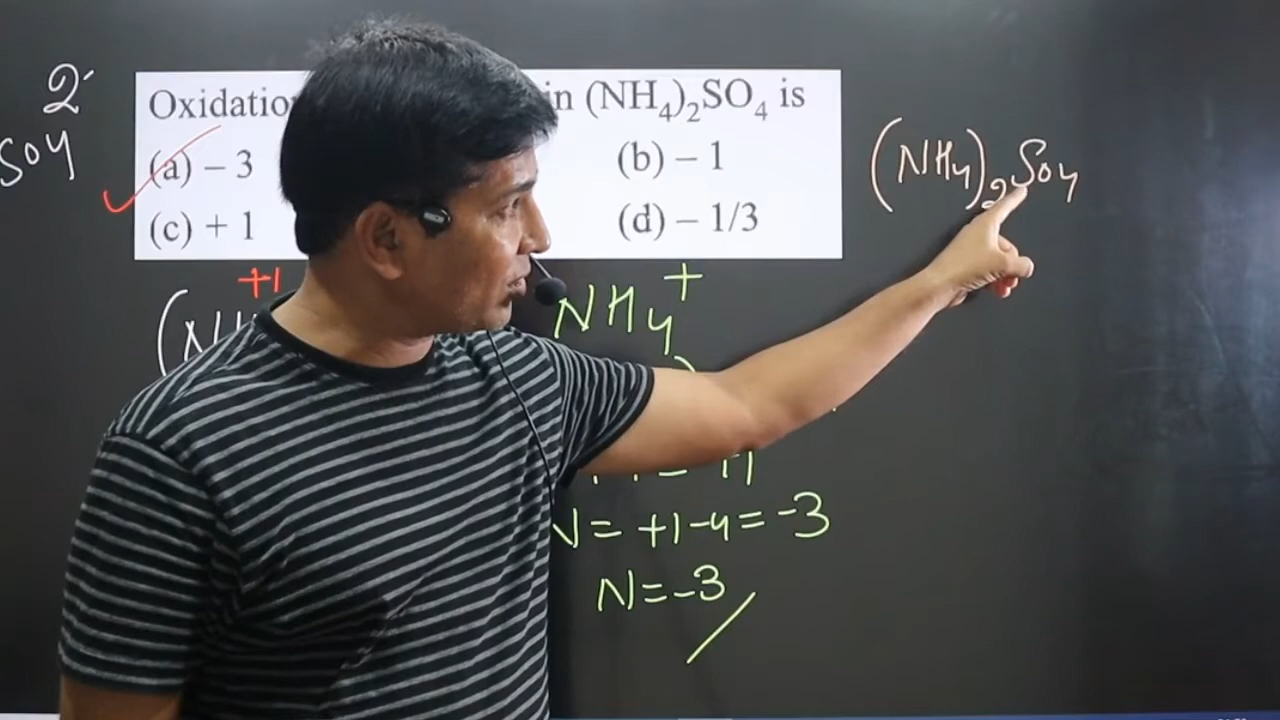 2-
SO4
Oxidatio in (NH4)2SO4 is
(a) – 3 (b) – 1
(c) + 1 (d) – 1/3
(NH4)2SO4
+1
(NH
NH4+
N = +1-4 = -3
N = -3